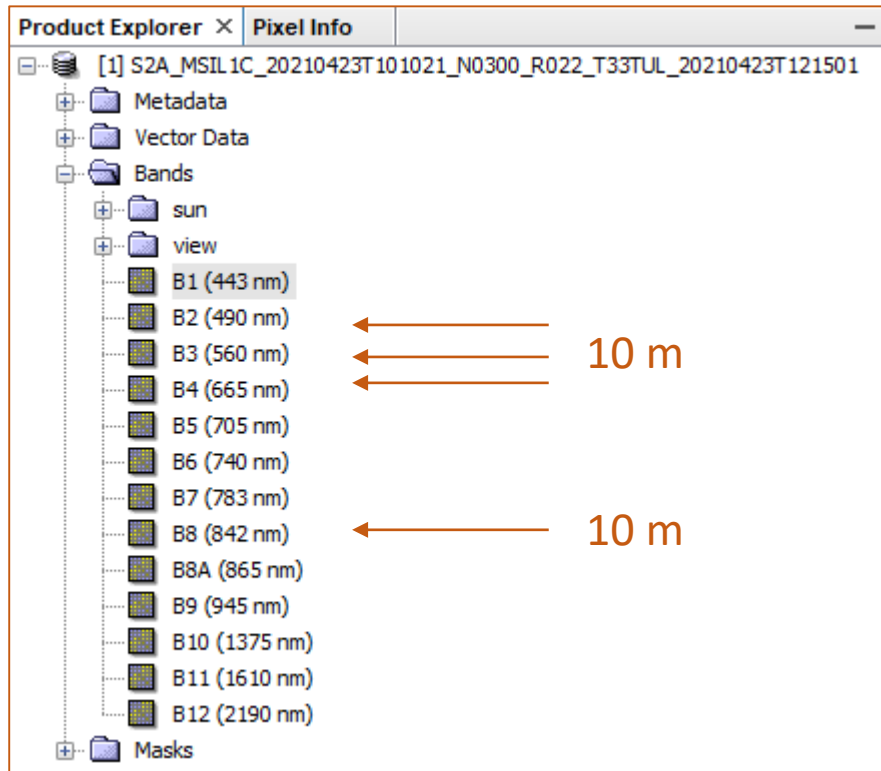 Product Explorer × Pixel Info
[1] S2A_MSIL1C_20210423T101021_N0300_R022_T33TUL_20210423T121501
Metadata
Vector Data
Bands
sun
view
B1 (443 nm)
B2 (490 nm)
B3 (560 nm) 10 m
B4 (665 nm)
B5 (705 nm)
B6 (740 nm)
B7 (783 nm)
B8 (842 nm) 10 m
B8A (865 nm)
B9 (945 nm)
B10 (1375 nm)
B11 (1610 nm)
B12 (2190 nm)
Masks